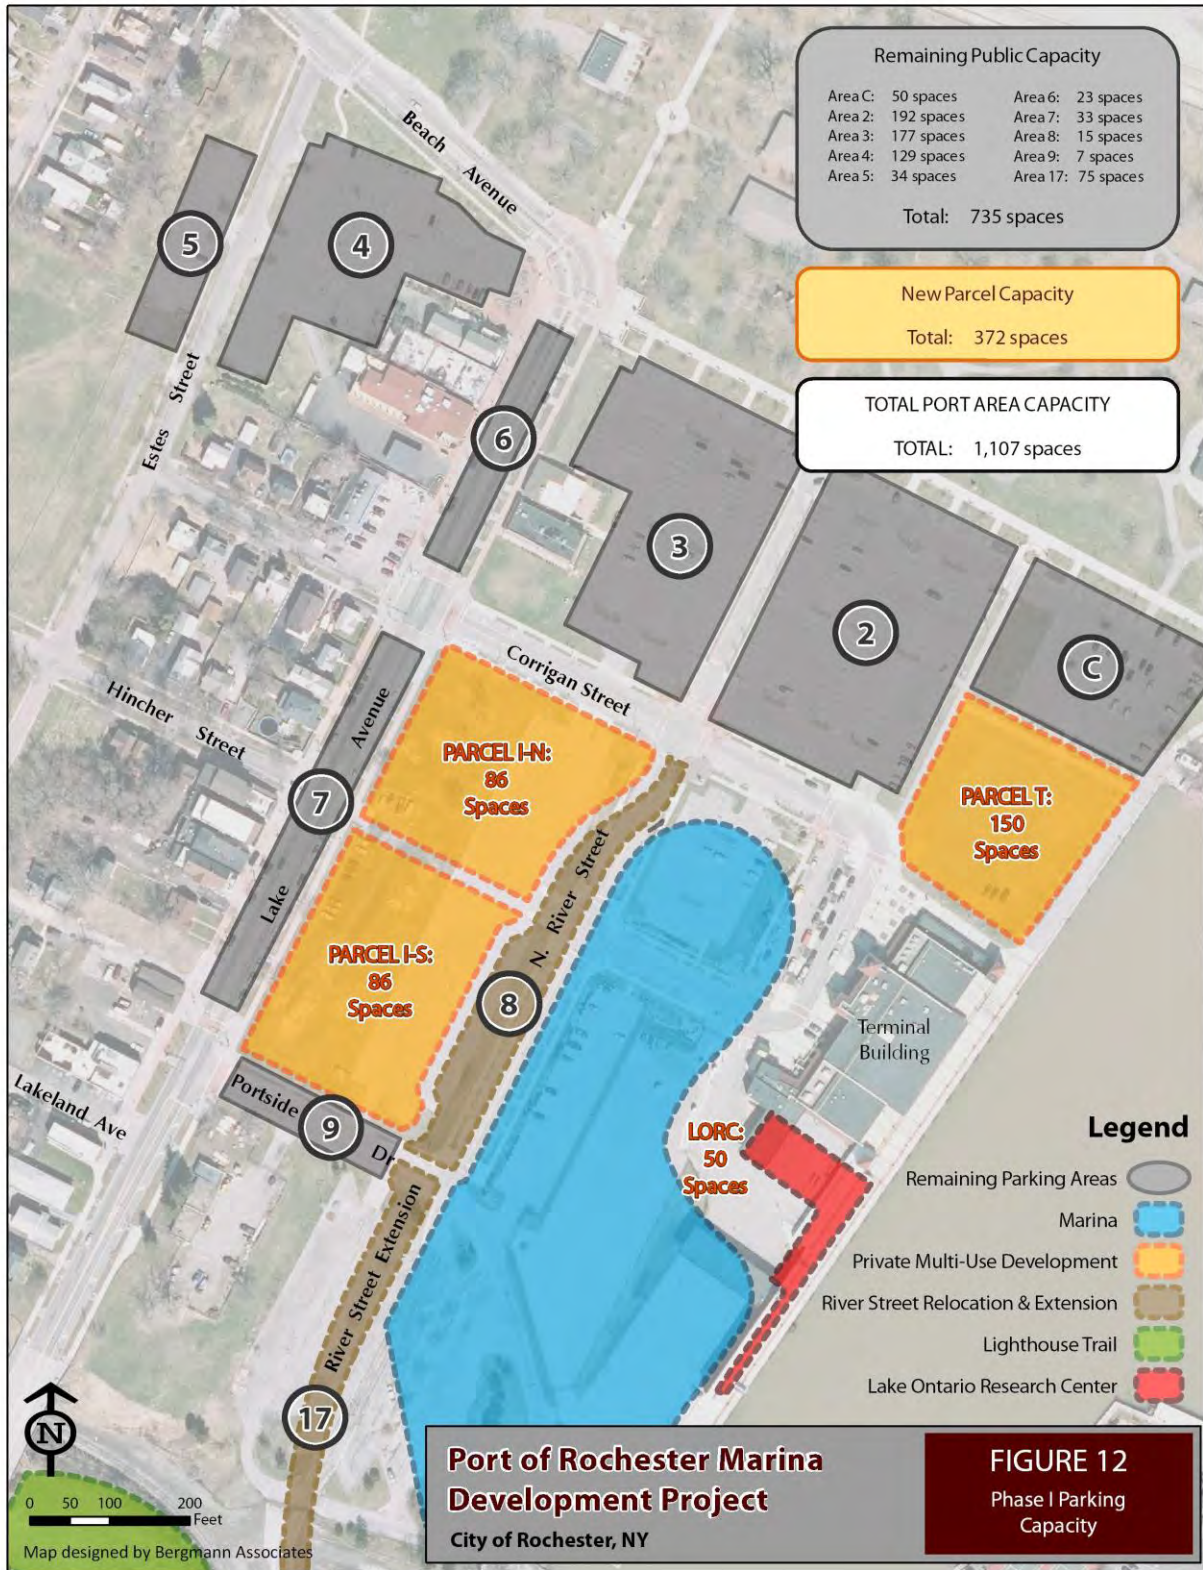 Remaining Public Capacity
Area C: 50 spaces
Area 2: 192 spaces
Area 3: 177 spaces
Area 4: 129 spaces
Area 5: 34 spaces
Area 6: 23 spaces
Area 7: 33 spaces
Area 8: 15 spaces
Area 9: 7 spaces
Area 17: 75 spaces
Total: 735 spaces
New Parcel Capacity
Total: 372 spaces
TOTAL PORT AREA CAPACITY
TOTAL: 1,107 spaces
Beach Avenue
5
4
Estes Street
6
3
2
C
Corrigan Street
Hincher Street
Lake Avenue
7
PARCEL I-N:
86
Spaces
PARCEL T:
150
Spaces
N. River Street
PARCEL I-S:
86
Spaces
8
Terminal
Building
Lakeland Ave
Portside Dr
9
LORC:
50
Spaces
River Street Extension
17
Legend
Remaining Parking Areas
Marina
Private Multi-Use Development
River Street Relocation & Extension
Lighthouse Trail
Lake Ontario Research Center
N
0 50 100 200
Feet
Map designed by Bergmann Associates
Port of Rochester Marina
Development Project
City of Rochester, NY
FIGURE 12
Phase I Parking
Capacity